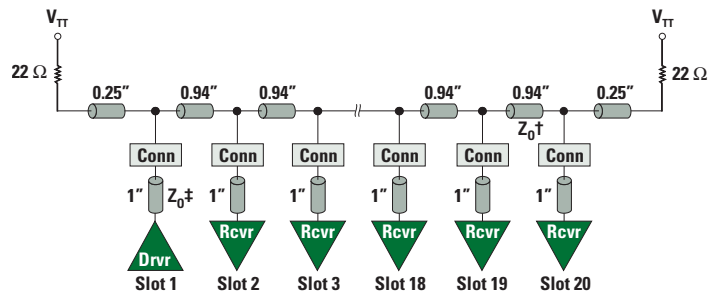 V_TT V_TT
22 Ω 22 Ω
0.25″ 0.94″ 0.94″ 0.94″ 0.94″ 0.25″
Z₀†
Conn Conn Conn Conn Conn Conn
1″ Z₀‡ 1″ 1″ 1″ 1″ 1″
Drvr Rcvr Rcvr Rcvr Rcvr Rcvr
Slot 1 Slot 2 Slot 3 Slot 18 Slot 19 Slot 20